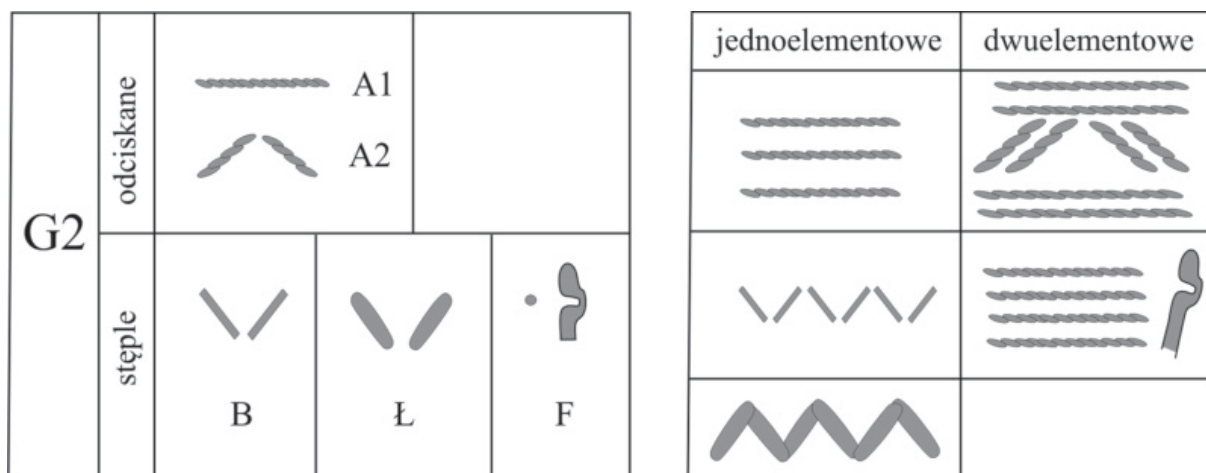 G2
odciskane
A1
A2
stęple
B
Ł
F
jednoelementowe
dwuelementowe